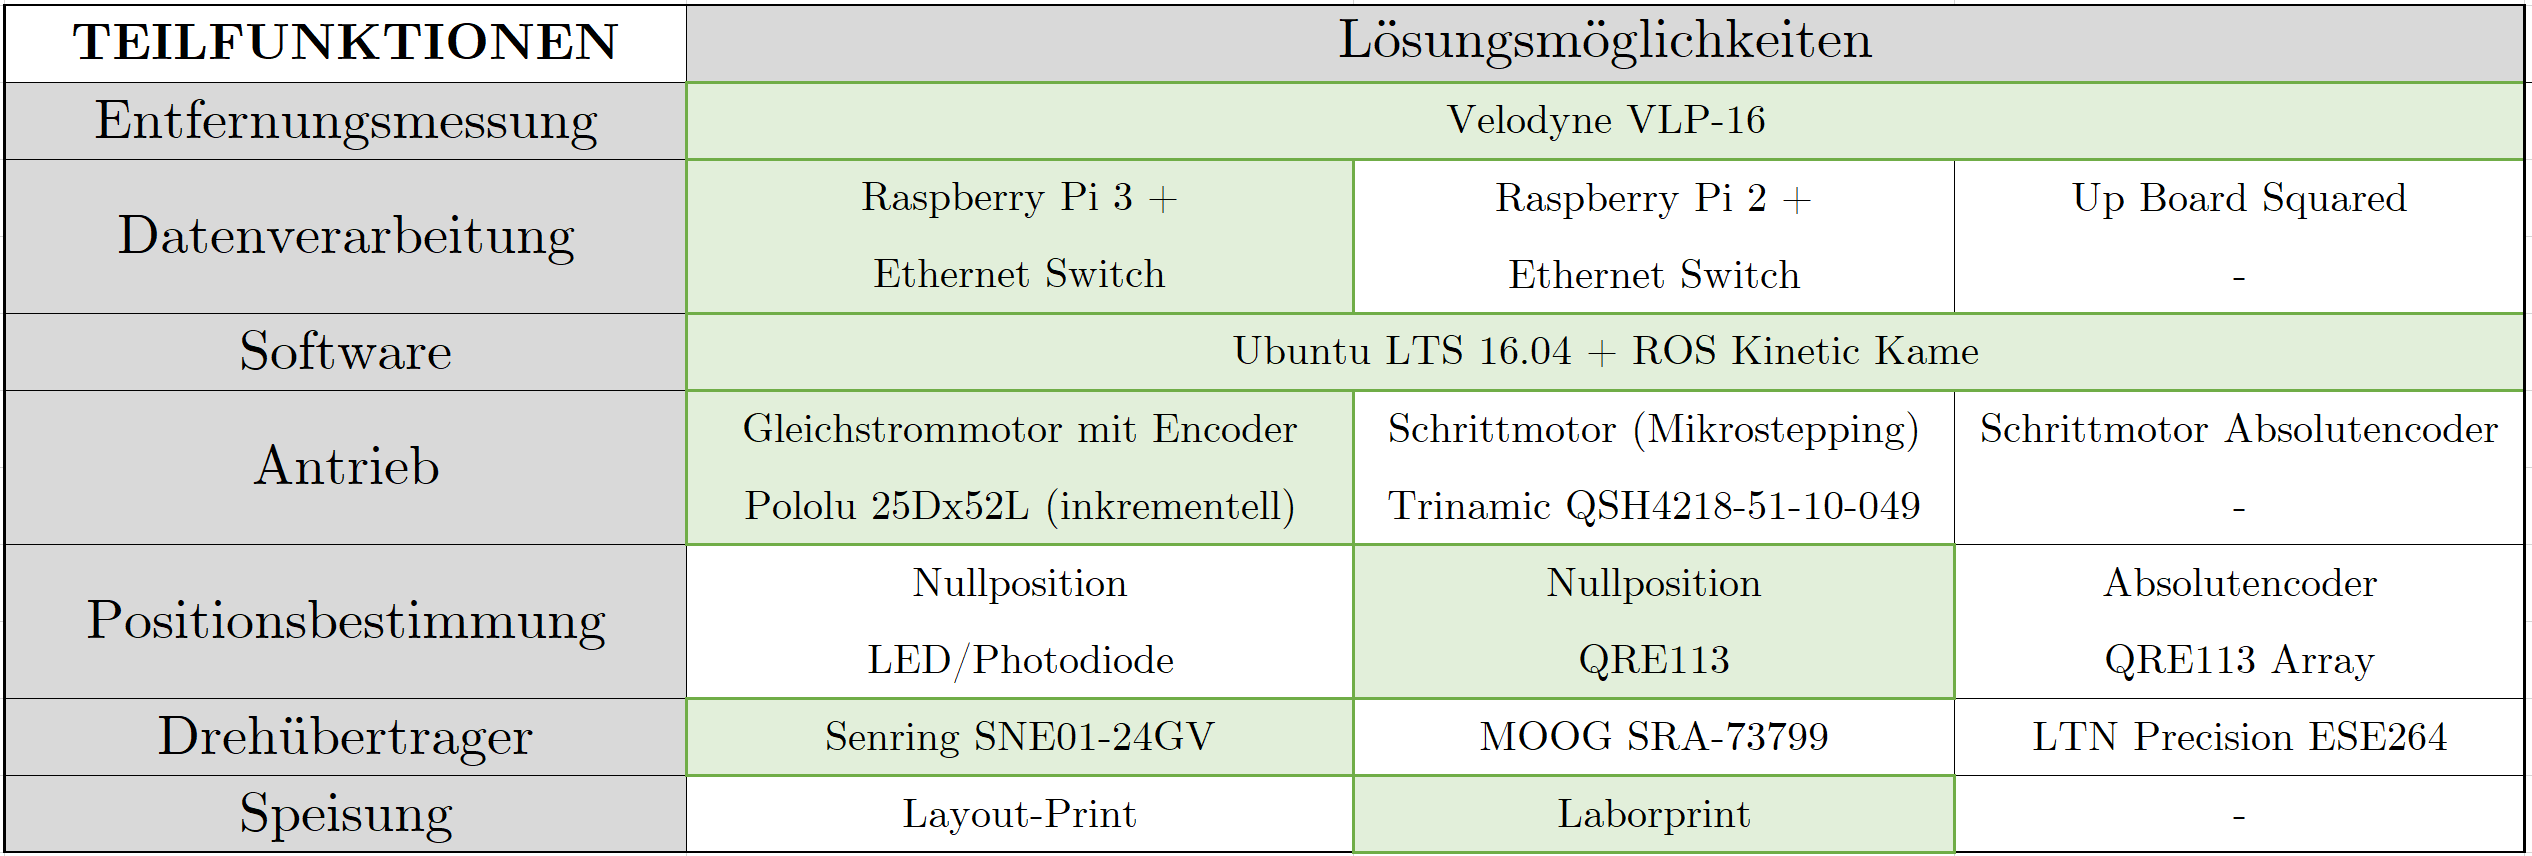 TEILFUNKTIONEN
Lösungsmöglichkeiten
Entfernungsmessung
Velodyne VLP-16
Datenverarbeitung
Raspberry Pi 3 +
Ethernet Switch
Raspberry Pi 2 +
Ethernet Switch
Up Board Squared
-
Software
Ubuntu LTS 16.04 + ROS Kinetic Kame
Antrieb
Gleichstrommotor mit Encoder
Pololu 25Dx52L (inkrementell)
Schrittmotor (Mikrostepping)
Trinamic QSH4218-51-10-049
Schrittmotor Absolutencoder
-
Positionsbestimmung
Nullposition
LED/Photodiode
Nullposition
QRE113
Absolutencoder
QRE113 Array
Drehübertrager
Senring SNE01-24GV
MOOG SRA-73799
LTN Precision ESE264
Speisung
Layout-Print
Laborprint
-